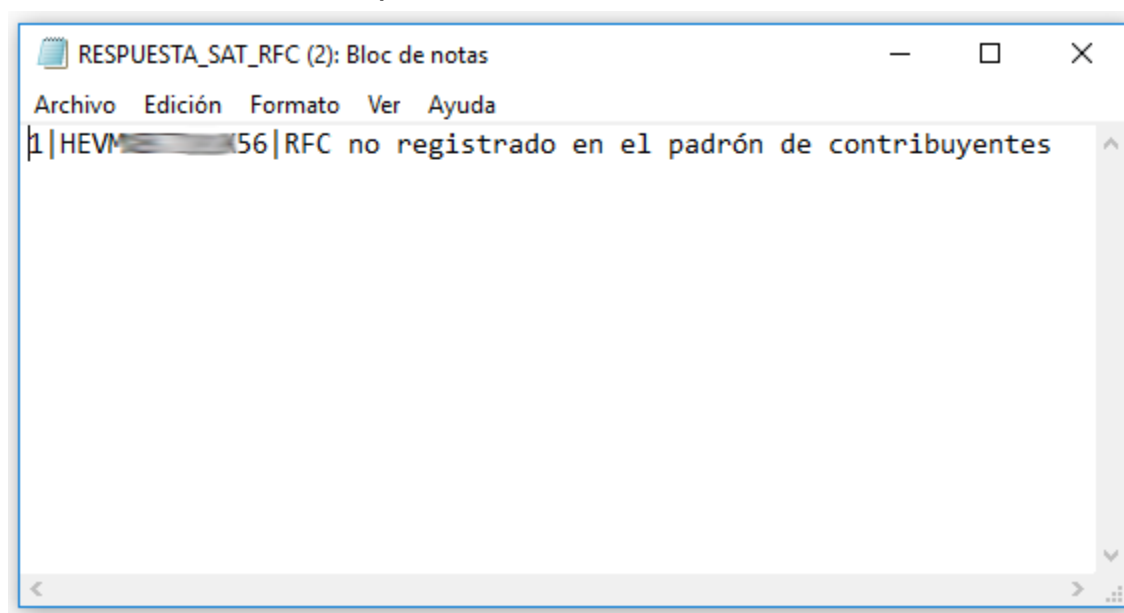 RESPUESTA_SAT_RFC (2): Bloc de notas
Archivo Edición Formato Ver Ayuda
1|HEVM 56|RFC no registrado en el padrón de contribuyentes